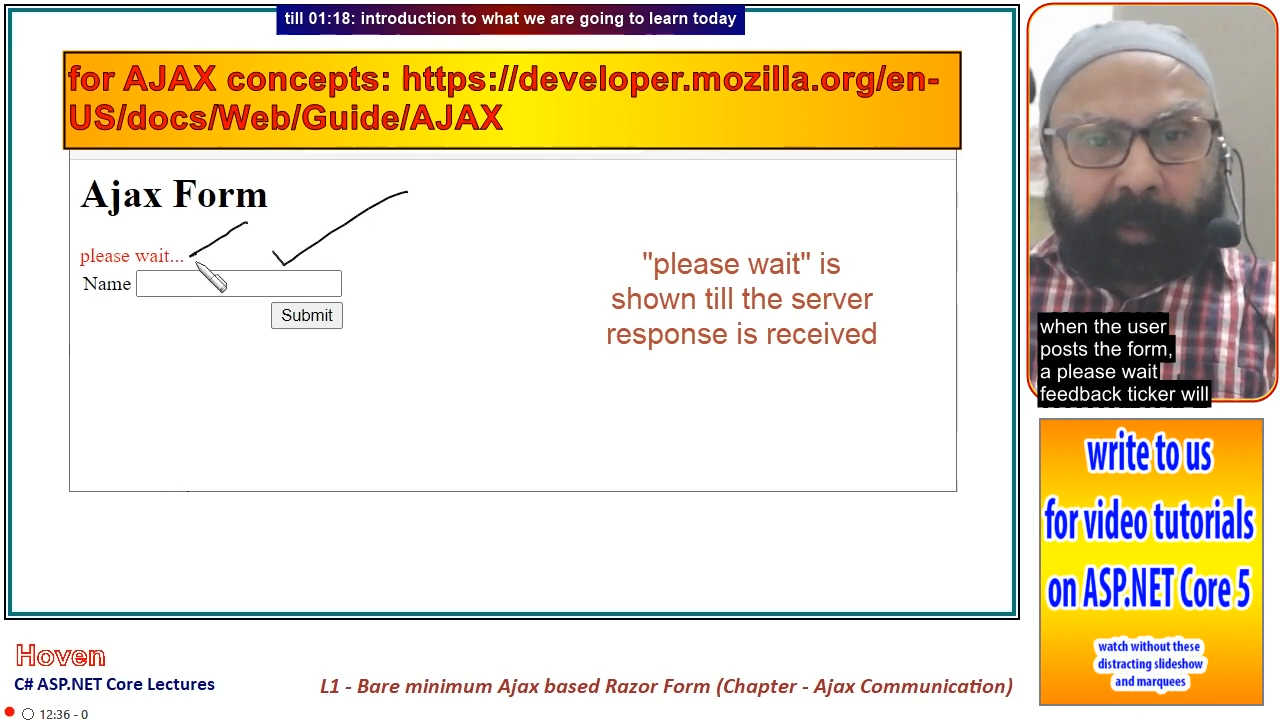 till 01:18: introduction to what we are going to learn today
for AJAX concepts: https://developer.mozilla.org/en-
US/docs/Web/Guide/AJAX
Ajax Form
please wait...
Name
Submit
"please wait" is
shown till the server
response is received
when the user
posts the form,
a please wait
feedback ticker will
write to us
for video tutorials
on ASP.NET Core 5
watch without these
distracting slideshow
and marquees
Hoven
C# ASP.NET Core Lectures
L1 - Bare minimum Ajax based Razor Form (Chapter - Ajax Communication)
12:36 - 0